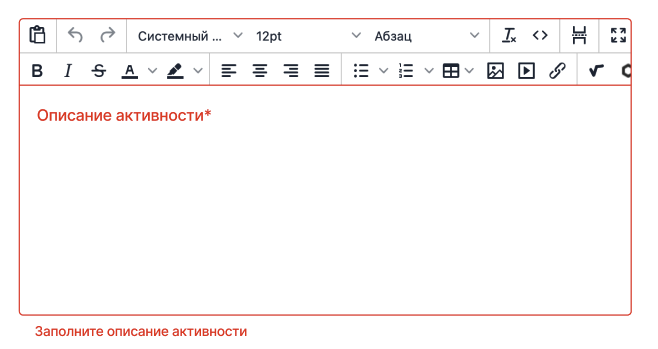 Системный ... 12pt Абзац
B I S A
Описание активности*
Заполните описание активности